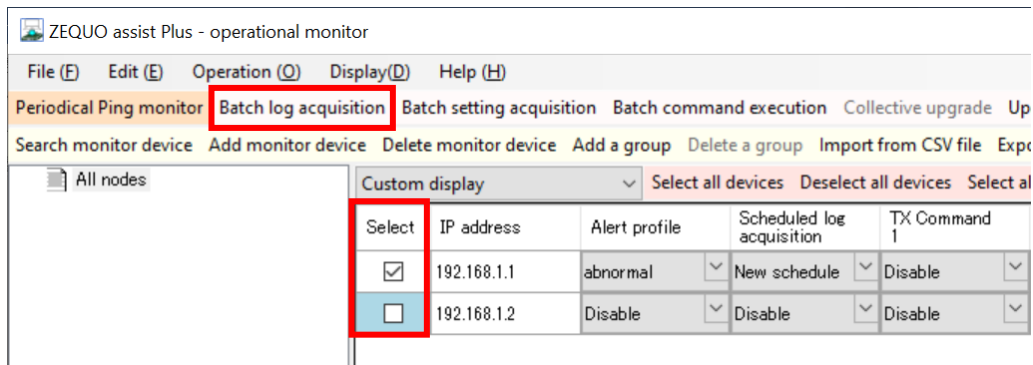 ZEQUO assist Plus - operational monitor
File (F) Edit (E) Operation (O) Display(D) Help (H)
Periodical Ping monitor Batch log acquisition Batch setting acquisition Batch command execution Collective upgrade Up
Search monitor device Add monitor device Delete monitor device Add a group Delete a group Import from CSV file Expo
All nodes
Custom display Select all devices Deselect all devices Select al
Select IP address Alert profile Scheduled log acquisition TX Command 1
192.168.1.1 abnormal New schedule Disable
192.168.1.2 Disable Disable Disable